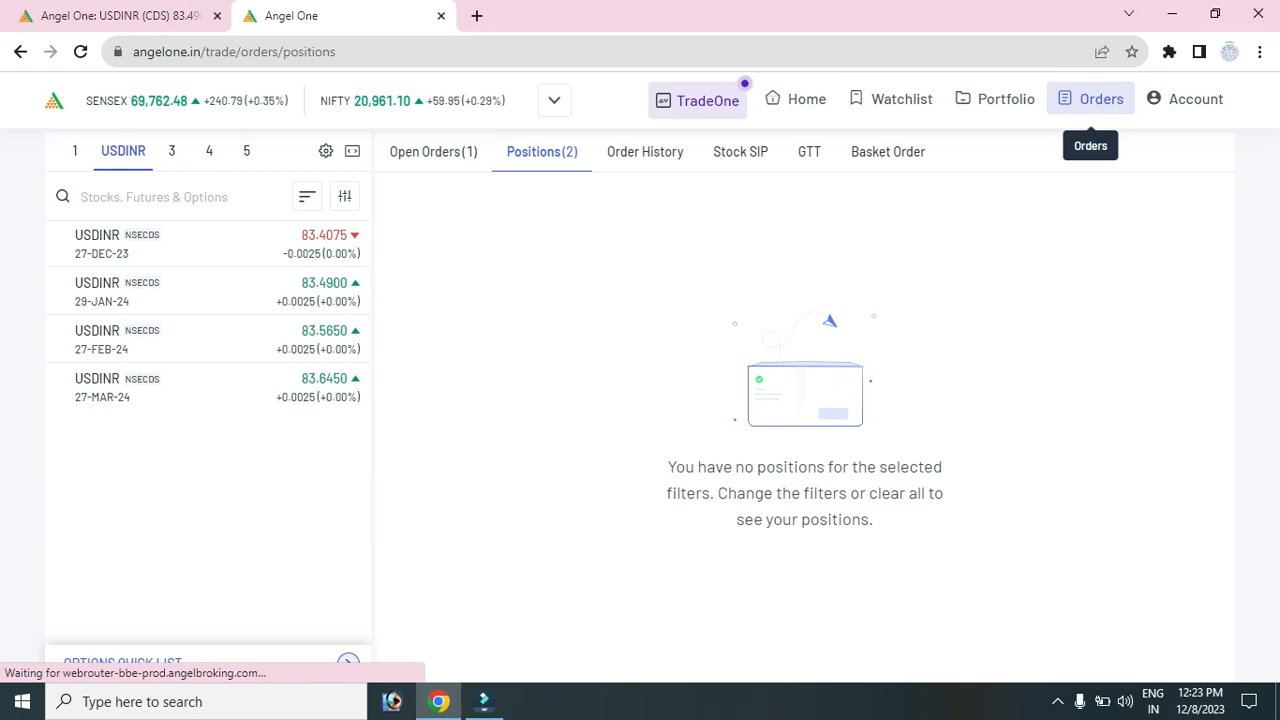 Angel One: USDINR (CDS) 83.49
Angel One
angelone.in/trade/orders/positions
SENSEX 69,762.48 +240.79 (+0.35%) NIFTY 20,961.10 +59.95 (+0.29%) TradeOne Home Watchlist Portfolio Orders Account
Orders
1 USDINR 3 4 5
Open Orders (1) Positions (2) Order History Stock SIP GTT Basket Order
Stocks, Futures & Options
USDINR NSECDS 83.4075
27-DEC-23 -0.0025 (0.00%)
USDINR NSECDS 83.4900
29-JAN-24 +0.0025 (+0.00%)
USDINR NSECDS 83.5650
27-FEB-24 +0.0025 (+0.00%)
USDINR NSECDS 83.6450
27-MAR-24 +0.0025 (+0.00%)
You have no positions for the selected
filters. Change the filters or clear all to
see your positions.
OPTIONS QUICK LIST
Waiting for webrouter-bbe-prod.angelbroking.com...
Type here to search
ENG
IN
12:23 PM
12/8/2023